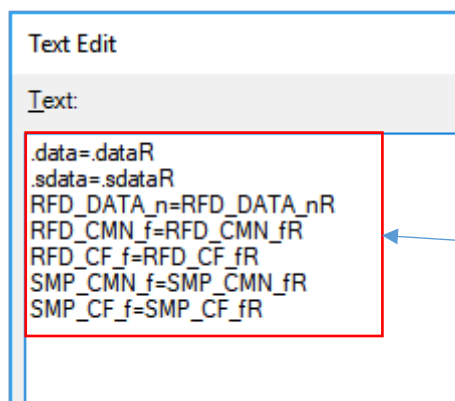 Text Edit
Text:
.data=.dataR
.sdata=.sdataR
RFD_DATA_n=RFD_DATA_nR
RFD_CMN_f=RFD_CMN_fR
RFD_CF_f=RFD_CF_fR
SMP_CMN_f=SMP_CMN_fR
SMP_CF_f=SMP_CF_fR